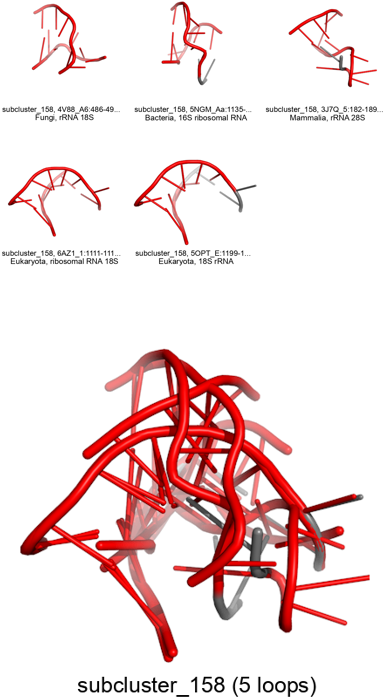 subcluster_158, 4V88_A6:486-49...
Fungi, rRNA 18S
subcluster_158, 5NGM_Aa:1135-...
Bacteria, 16S ribosomal RNA
subcluster_158, 3J7Q_5:182-189...
Mammalia, rRNA 28S
subcluster_158, 6AZ1_1:1111-111...
Eukaryota, ribosomal RNA 18S
subcluster_158, 5OPT_E:1199-1...
Eukaryota, 18S rRNA
subcluster_158 (5 loops)